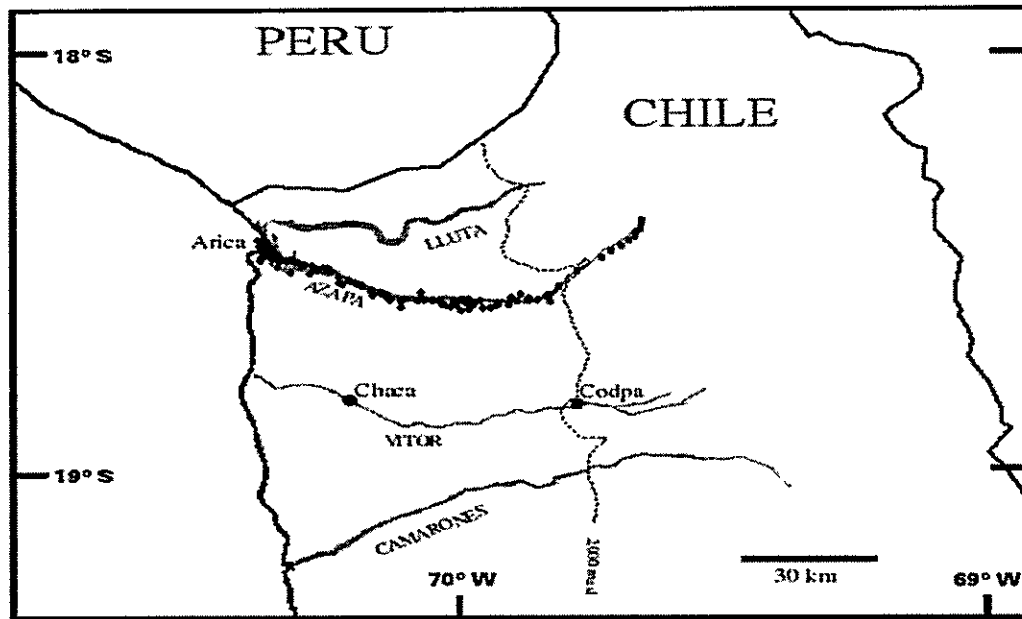 PERU
18° S
CHILE
LLUTA
Arica
AZAPA
Chaca
Codpa
VITOR
19° S
CAMARONES
70° W
30 km
69° W